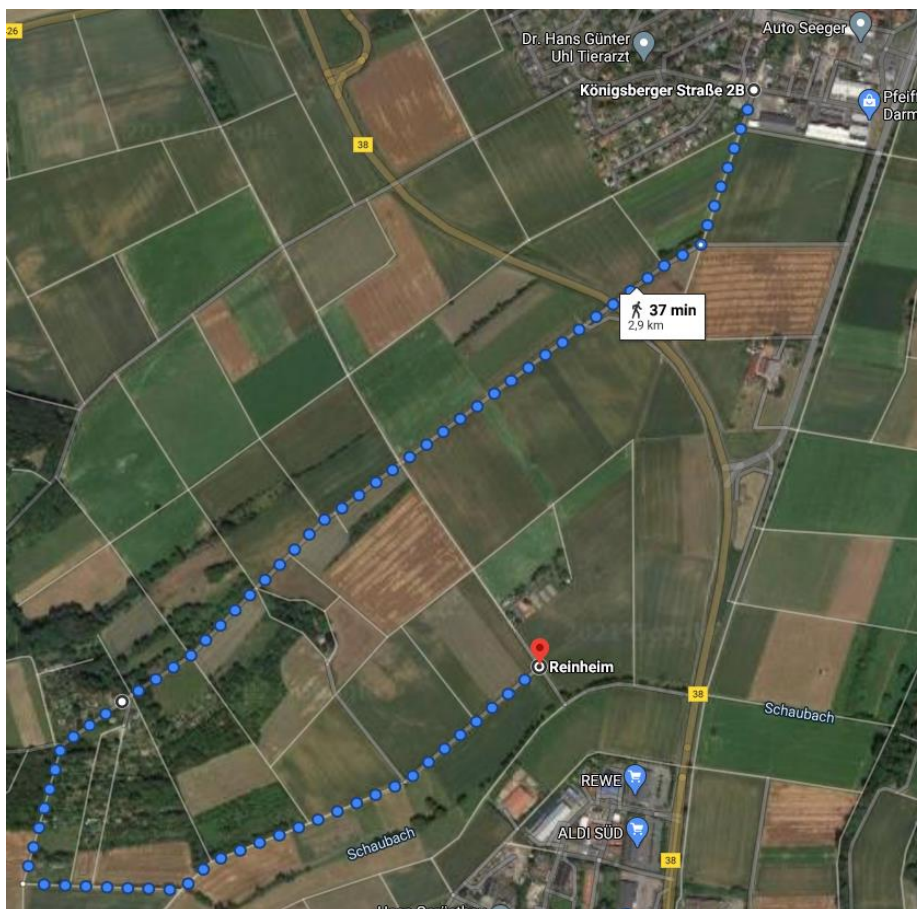 26
Auto Seeger
Dr. Hans Günter
Uhl Tierarzt
Königsberger Straße 2B
Pfeif
Darm
38
37 min
2,9 km
Reinheim
38
Schaubach
REWE
ALDI SÜD
Schaubach
38